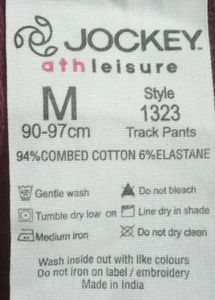 JOCKEY™
athleisure
M
90-97cm
Style
1323
Track Pants
94%COMBED COTTON 6%ELASTANE
Gentle wash
Do not bleach
Tumble dry low OR Line dry in shade
Medium iron
Do not dry clean
Wash inside out with like colours
Do not iron on label / embroidery
Made in India